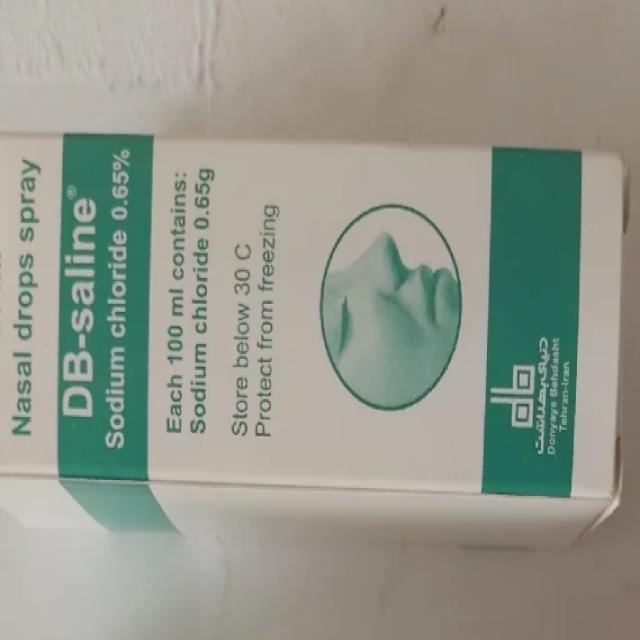 Nasal drops spray
DB-saline®
Sodium chloride 0.65%
Each 100 ml contains:
Sodium chloride 0.65g
Store below 30 C
Protect from freezing
دنیای بهداشت
Donyaye Behdasht
Tehran-Iran